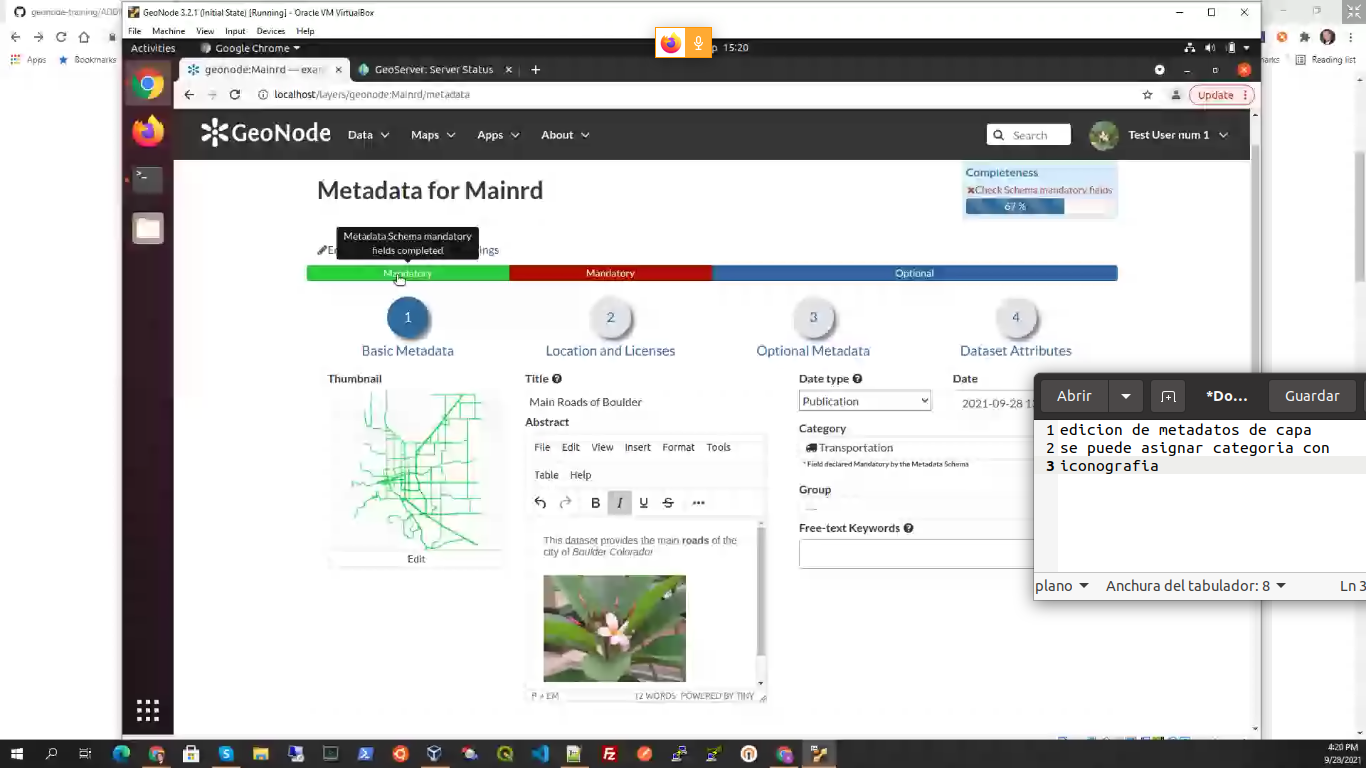 geonode-training/
GeoNode 3.2.1 (Initial State) [Running] - Oracle VM VirtualBox
File Machine View Input Devices Help
Activities Google Chrome 15:20
Apps Bookmarks
Reading list
geonode:Mainrd — exa
GeoServer: Server Status
localhost/layers/geonode:Mainrd/metadata
Update
GeoNode Data Maps Apps About Search Test User num 1
Metadata for Mainrd
Completeness
Check Schema mandatory fields
67 %
Metadata Schema mandatory
fields completed
Mandatory Mandatory Optional
1 2 3 4
Basic Metadata Location and Licenses Optional Metadata Dataset Attributes
Thumbnail
Edit
Title
Main Roads of Boulder
Abstract
File Edit View Insert Format Tools
Table Help
B I U S
This dataset provides the main roads of the
city of Boulder Colorado
12 WORDS POWERED BY TINY
Date type
Publication
Date
2021-09-28 1
Category
Transportation
* Field declared Mandatory by the Metadata Schema
Group
Free-text Keywords
Abrir *Do... Guardar
1 edicion de metadatos de capa
2 se puede asignar categoria con
3 iconografia
plano Anchura del tabulador: 8 Ln 3
4:20 PM
9/28/2021